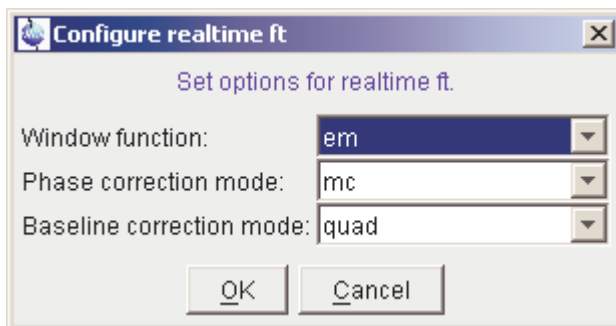 Configure realtime ft
Set options for realtime ft.
Window function: em
Phase correction mode: mc
Baseline correction mode: quad
OK Cancel